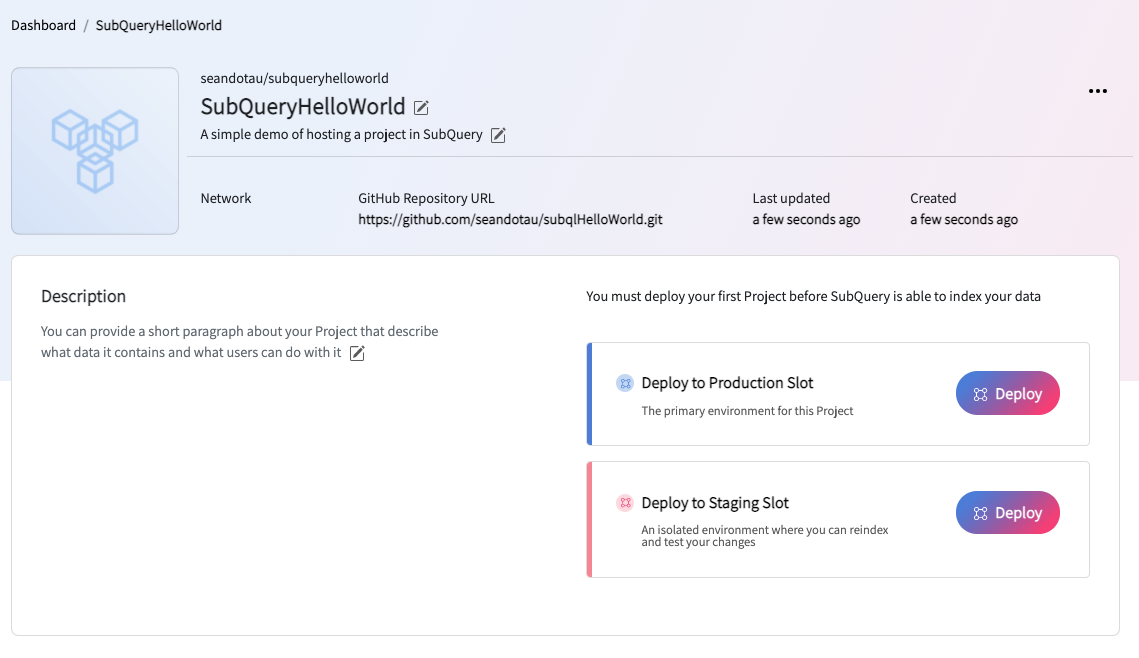 Dashboard / SubQueryHelloWorld
seandotau/subqueryhelloworld
SubQueryHelloWorld
A simple demo of hosting a project in SubQuery
Network
GitHub Repository URL
https://github.com/seandotau/subqlHelloWorld.git
Last updated
a few seconds ago
Created
a few seconds ago
Description
You can provide a short paragraph about your Project that describe
what data it contains and what users can do with it
You must deploy your first Project before SubQuery is able to index your data
Deploy to Production Slot
The primary environment for this Project
Deploy
Deploy to Staging Slot
An isolated environment where you can reindex
and test your changes
Deploy